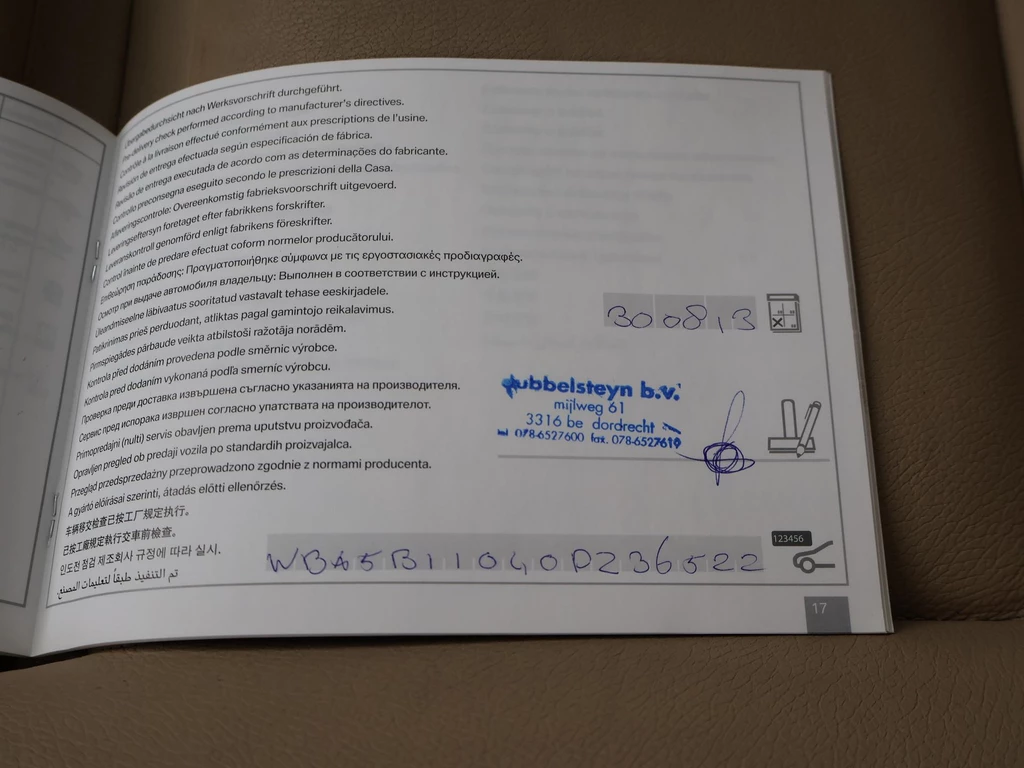 Übergabedurchsicht nach Werksvorschrift durchgeführt.
Pre-delivery check performed according to manufacturer's directives.
Contrôle à la livraison effectué conformément aux prescriptions de l'usine.
Revisión de entrega efectuada según especificación de fábrica.
Revisão de entrega executada de acordo com as determinações do fabricante.
Controllo preconsegna eseguito secondo le prescrizioni della Casa.
Afleveringscontrole: Overeenkomstig fabrieksvoorschrift uitgevoerd.
Leveringseftersyn foretaget efter fabrikkens forskrifter.
Leveranskontroll genomförd enligt fabrikens föreskrifter.
Control înainte de predare efectuat coform normelor producătorului.
Επιθεώρηση παράδοσης: Πραγματοποιήθηκε σύμφωνα με τις εργοστασιακές προδιαγραφές.
Осмотр при выдаче автомобиля владельцу: Выполнен в соответствии с инструкцией.
Üleandmiseelne läbivaatus sooritatud vastavalt tehase eeskirjadele.
Patikrinimas prieš perduodant, atliktas pagal gamintojo reikalavimus.
Pirmspiegādes pārbaude veikta atbilstoši ražotāja norādēm.
Kontrola před dodáním provedena podle směrnic výrobce.
Kontrola pred dodaním vykonaná podľa smerníc výrobcu.
Проверка преди доставка извършена съгласно указанията на производителя.
Сервис пред испорака извршен согласно упатствата на производителот.
Primopredajni (nulti) servis obavljen prema uputstvu proizvođača.
Opravljen pregled ob predaji vozila po standardih proizvajalca.
Przegląd przedsprzedażny przeprowadzono zgodnie z normami producenta.
A gyártó előírásai szerinti, átadás előtti ellenőrzés.
车辆移交检查已按工厂规定执行。
已按工廠規定執行交車前檢查。
인도전 점검 제조회사 규정에 따라 실시.
تم التنفيذ طبقاً لتعليمات المصنع.
300813
dubbelsteyn b.v.
mijlweg 61
3316 be dordrecht
tel 078-6527600 fax. 078-6527619
123456
WBA5B11040DZ36522
17